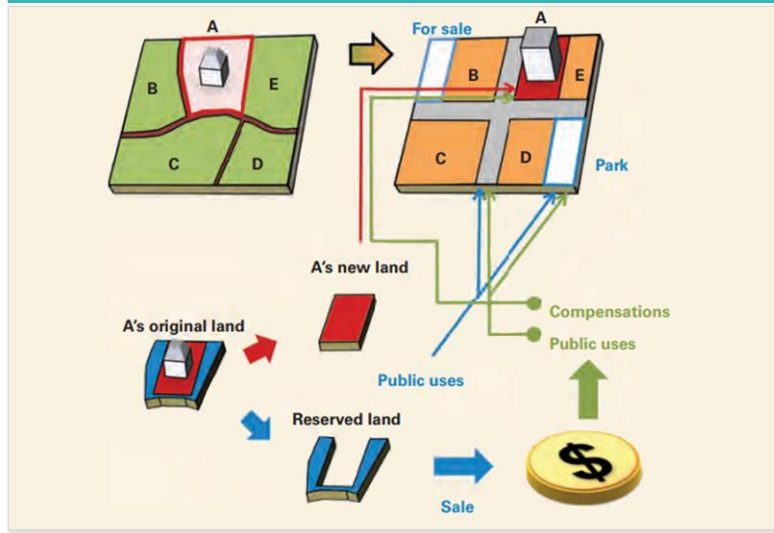 A
B
E
C
D
For sale
A
B
E
C
D
Park
A's new land
A's original land
Compensations
Public uses
Public uses
Reserved land
Sale
$